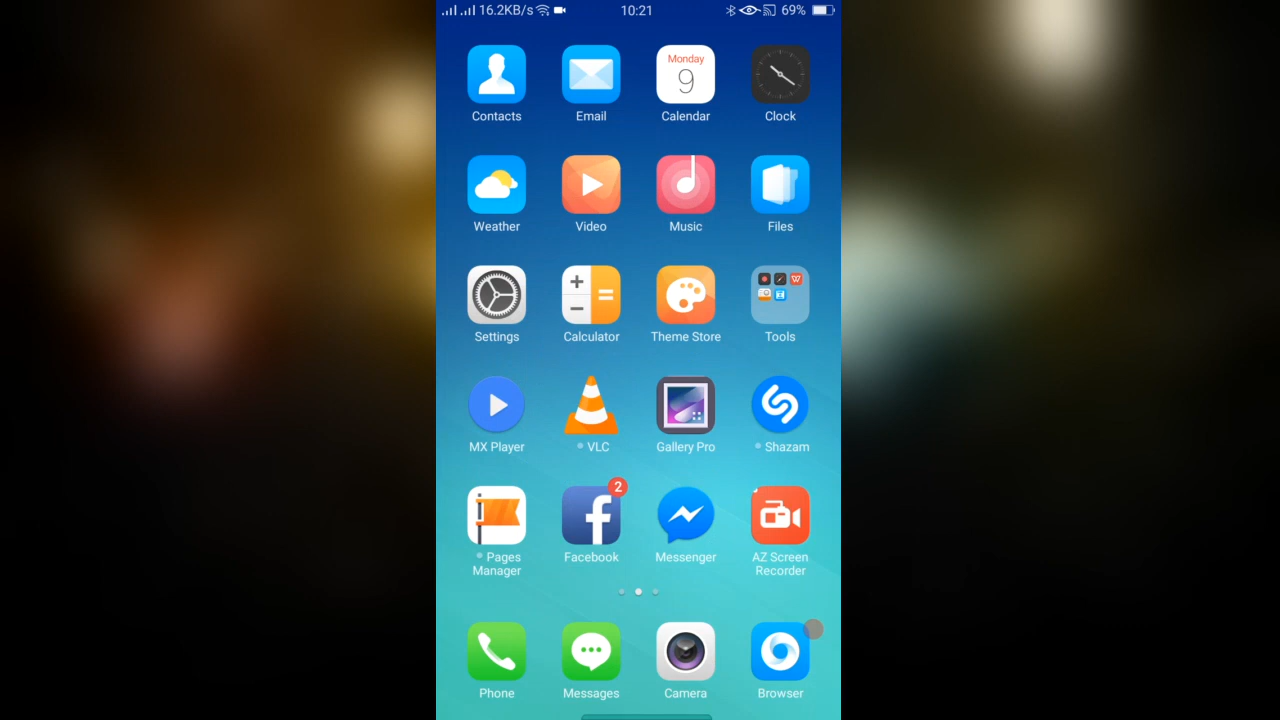 16.2KB/s 10:21 69%
Monday
9
Contacts Email Calendar Clock
Weather Video Music Files
Settings Calculator Theme Store Tools
MX Player VLC Gallery Pro Shazam
2
Pages Manager Facebook Messenger AZ Screen Recorder
Phone Messages Camera Browser